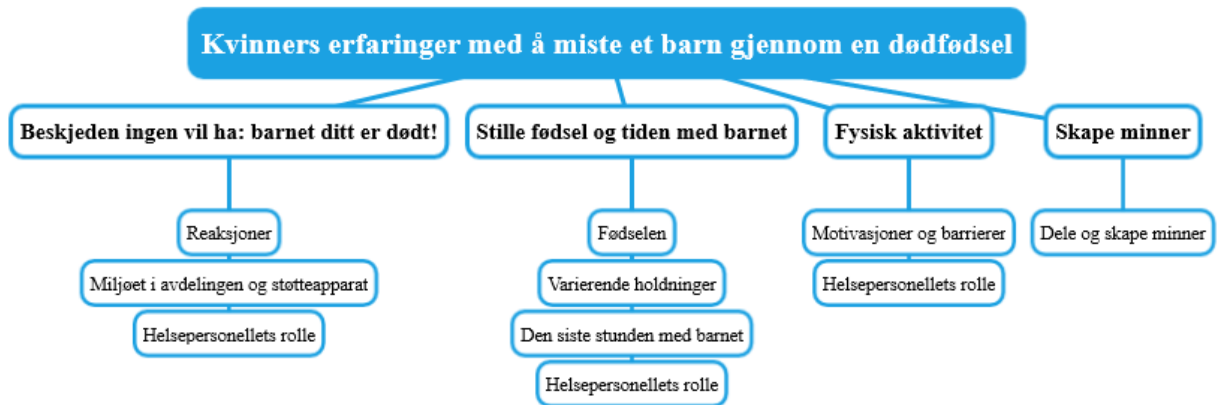 Kvinners erfaringer med å miste et barn gjennom en dødfødsel
Beskjeden ingen vil ha: barnet ditt er dødt!
Reaksjoner
Miljøet i avdelingen og støtteapparat
Helsepersonellets rolle
Stille fødsel og tiden med barnet
Fødselen
Varierende holdninger
Den siste stunden med barnet
Helsepersonellets rolle
Fysisk aktivitet
Motivasjoner og barrierer
Helsepersonellets rolle
Skape minner
Dele og skape minner